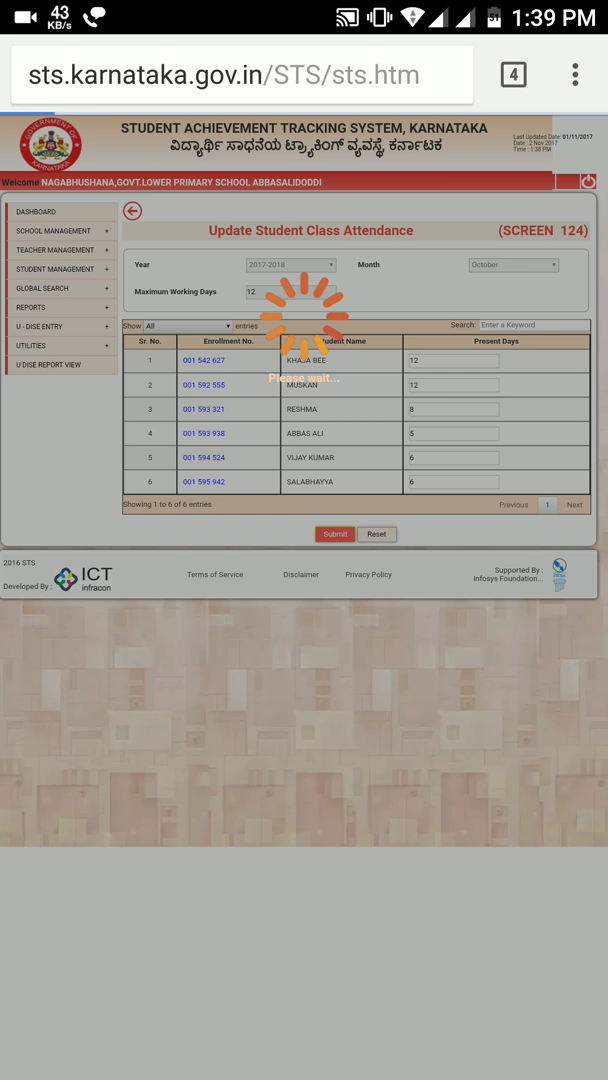 43
KB/s
51
1:39 PM
sts.karnataka.gov.in/STS/sts.htm
4
GOVERNMENT OF
KARNATAKA
STUDENT ACHIEVEMENT TRACKING SYSTEM, KARNATAKA
ವಿದ್ಯಾರ್ಥಿ ಸಾಧನೆಯ ಟ್ರ್ಯಾಕಿಂಗ್ ವ್ಯವಸ್ಥೆ, ಕರ್ನಾಟಕ
Last Updated Date: 01/11/2017
Date : 2 Nov 2017
Time : 1:38 PM
Welcome NAGABHUSHANA,GOVT.LOWER PRIMARY SCHOOL ABBASALIDODDI
DASHBOARD
SCHOOL MANAGEMENT +
TEACHER MANAGEMENT +
STUDENT MANAGEMENT +
GLOBAL SEARCH +
REPORTS +
U - DISE ENTRY +
UTILITIES +
U DISE REPORT VIEW
Update Student Class Attendance (SCREEN 124)
Year 2017-2018 Month October
Maximum Working Days 12
Show All entries Search: Enter a Keyword
Sr. No. Enrollment No. Student Name Present Days
1 001 542 627 KHAJA BEE 12
Please wait...
2 001 592 555 MUSKAN 12
3 001 593 321 RESHMA 8
4 001 593 938 ABBAS ALI 5
5 001 594 524 VIJAY KUMAR 6
6 001 595 942 SALABHAYYA 6
Showing 1 to 6 of 6 entries Previous 1 Next
Submit Reset
2016 STS
Developed By : ICT infracon
Terms of Service Disclaimer Privacy Policy
Supported By :
Infosys Foundation...